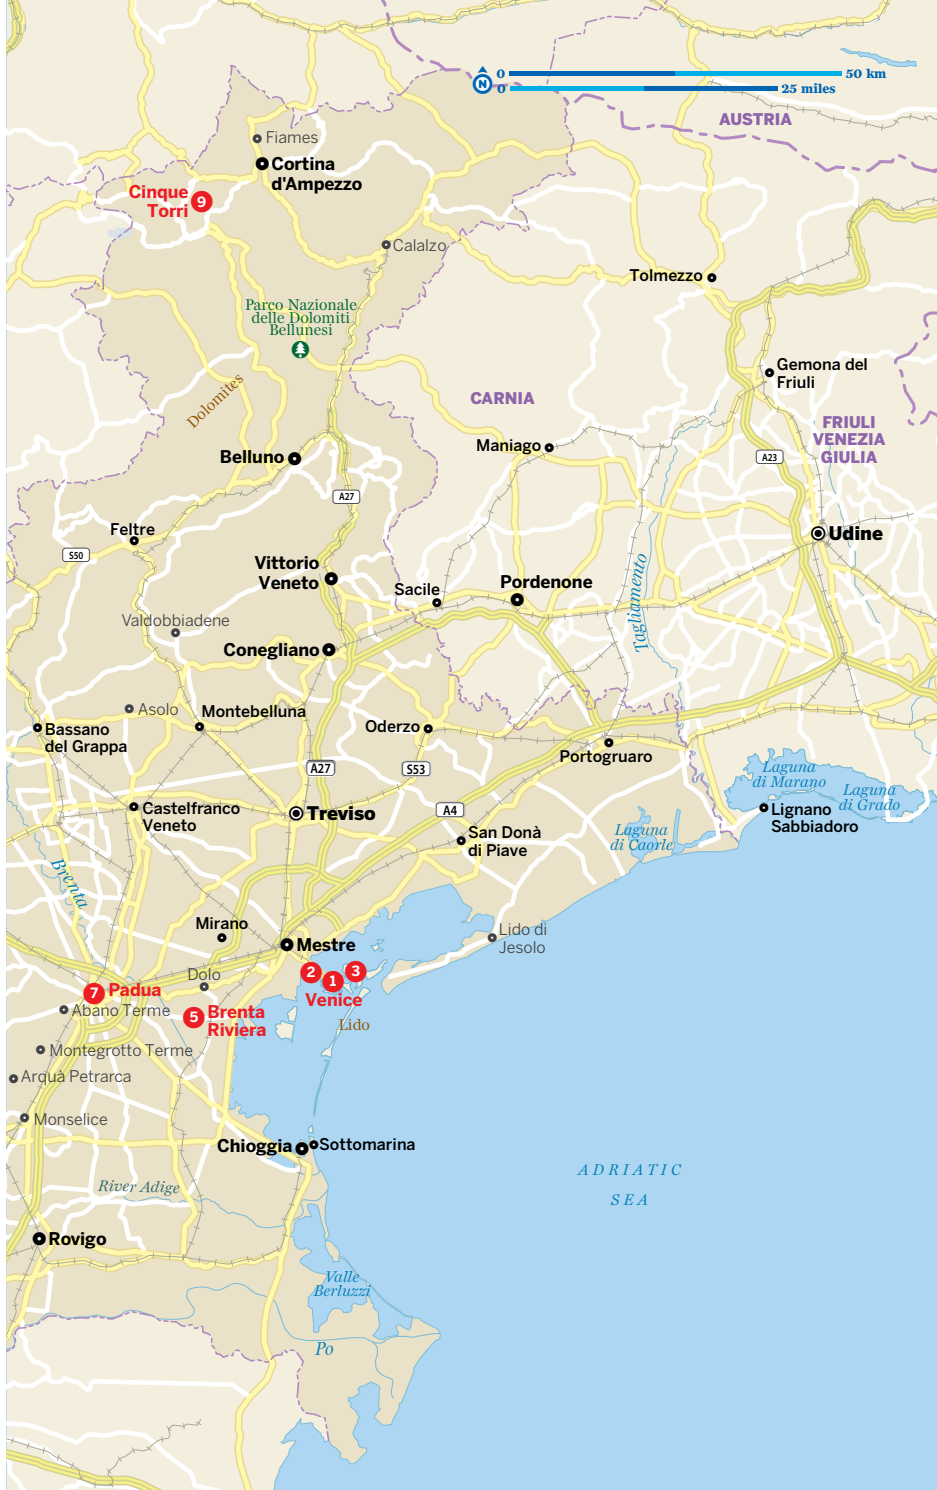 0
50 km
N
0
25 miles
AUSTRIA
Fiames
Cortina
d'Ampezzo
Cinque
Torri
9
Calalzo
Tolmezzo
Parco Nazionale
delle Dolomiti
Bellunesi
Gemona del
Friuli
Dolomites
CARNIA
FRIULI
VENEZIA
GIULIA
Maniago
Belluno
A23
A27
Feltre
Udine
S50
Vittorio
Veneto
Sacile
Pordenone
Tagliamento
Valdobbiadene
Conegliano
Asolo
Montebelluna
Bassano
del Grappa
Oderzo
Portogruaro
A27
S53
Laguna
di Marano
Laguna
di Grado
Castelfranco
Veneto
Treviso
A4
Lignano
Sabbiadoro
San Donà
di Piave
Laguna
di Caorle
Brenta
Mirano
Mestre
Lido di
Jesolo
Dolo
2
1
3
Venice
7
Padua
Abano Terme
5
Brenta
Riviera
Lido
Montegrotto Terme
Arquà Petrarca
Monselice
Chioggia
Sottomarina
ADRIATIC
SEA
River Adige
Rovigo
Valle
Berluzzi
Po